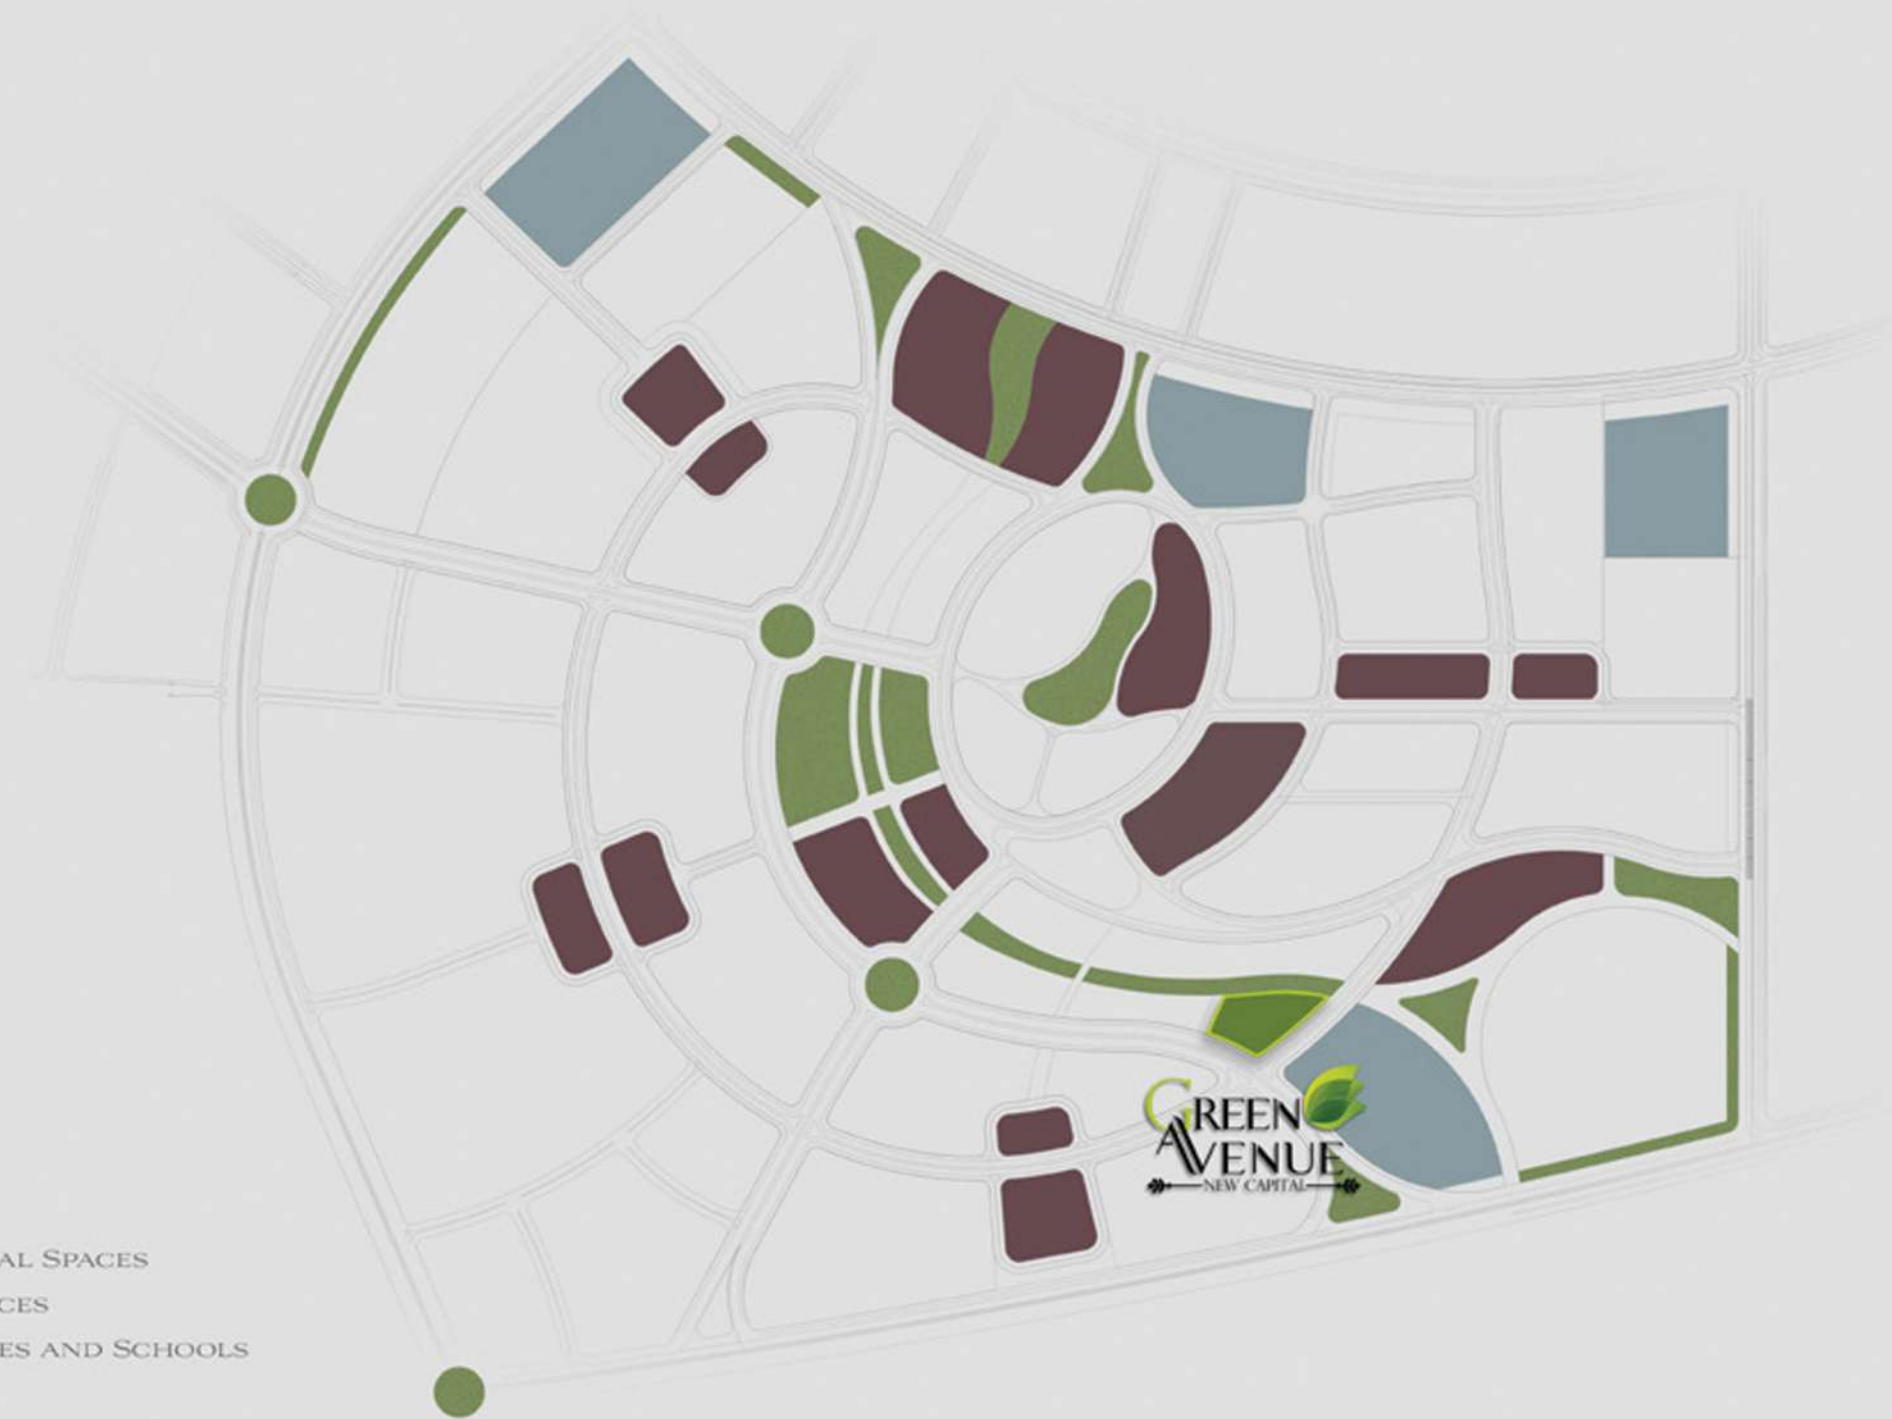 GREEN
AVENUE
NEW CAPITAL
AL SPACES
CES
ES AND SCHOOLS